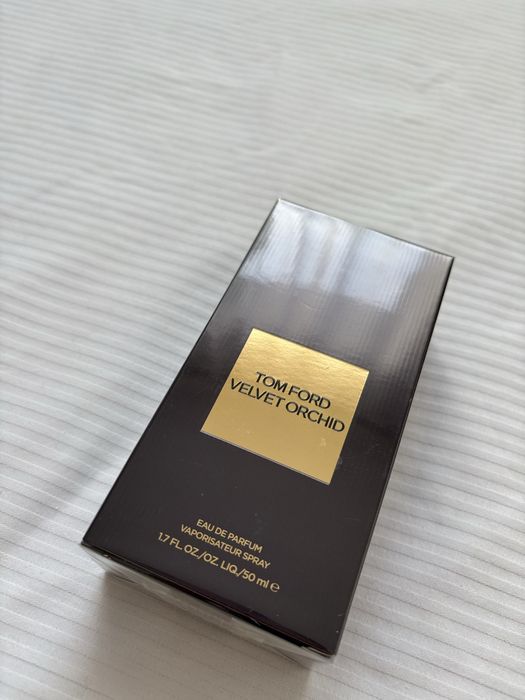 TOM FORD
VELVET ORCHID
EAU DE PARFUM
VAPORISATEUR SPRAY
1.7 FL. OZ./OZ. LIQ./50 ml ℮